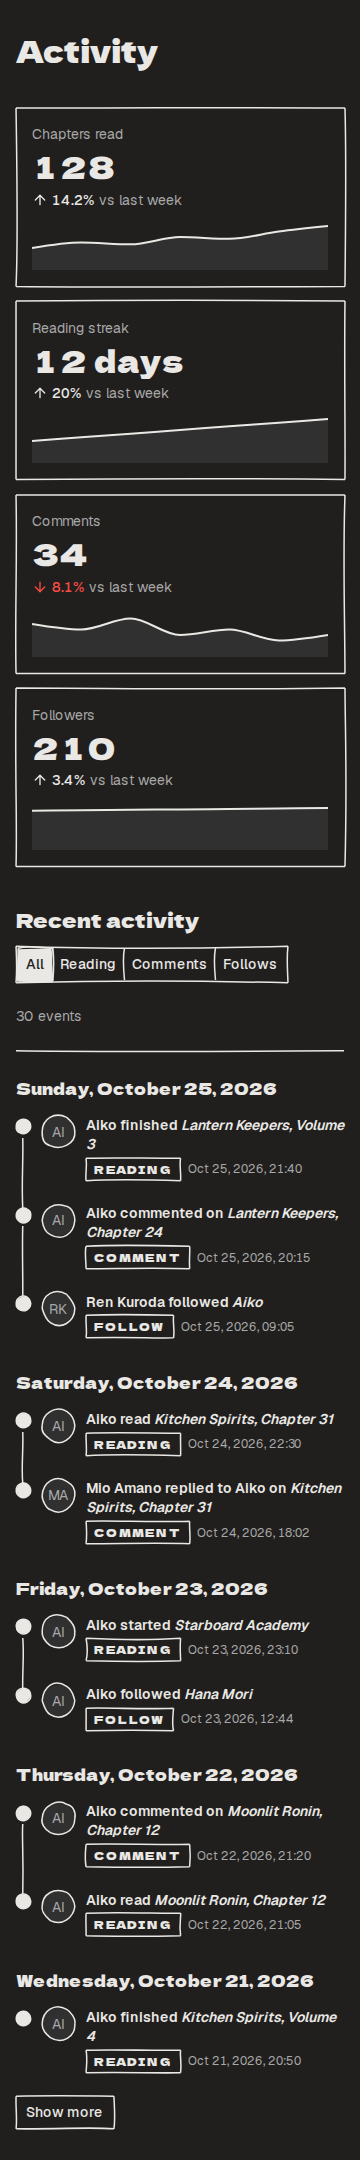 Activity
Chapters read
128
↑ 14.2% vs last week
Reading streak
12 days
↑ 20% vs last week
Comments
34
↓ 8.1% vs last week
Followers
210
↑ 3.4% vs last week
Recent activity
All Reading Comments Follows
30 events
Sunday, October 25, 2026
AI Aiko finished Lantern Keepers, Volume
3
READING Oct 25, 2026, 21:40
AI Aiko commented on Lantern Keepers,
Chapter 24
COMMENT Oct 25, 2026, 20:15
RK Ren Kuroda followed Aiko
FOLLOW Oct 25, 2026, 09:05
Saturday, October 24, 2026
AI Aiko read Kitchen Spirits, Chapter 31
READING Oct 24, 2026, 22:30
MA Mio Amano replied to Aiko on Kitchen
Spirits, Chapter 31
COMMENT Oct 24, 2026, 18:02
Friday, October 23, 2026
AI Aiko started Starboard Academy
READING Oct 23, 2026, 23:10
AI Aiko followed Hana Mori
FOLLOW Oct 23, 2026, 12:44
Thursday, October 22, 2026
AI Aiko commented on Moonlit Ronin,
Chapter 12
COMMENT Oct 22, 2026, 21:20
AI Aiko read Moonlit Ronin, Chapter 12
READING Oct 22, 2026, 21:05
Wednesday, October 21, 2026
AI Aiko finished Kitchen Spirits, Volume
4
READING Oct 21, 2026, 20:50
Show more